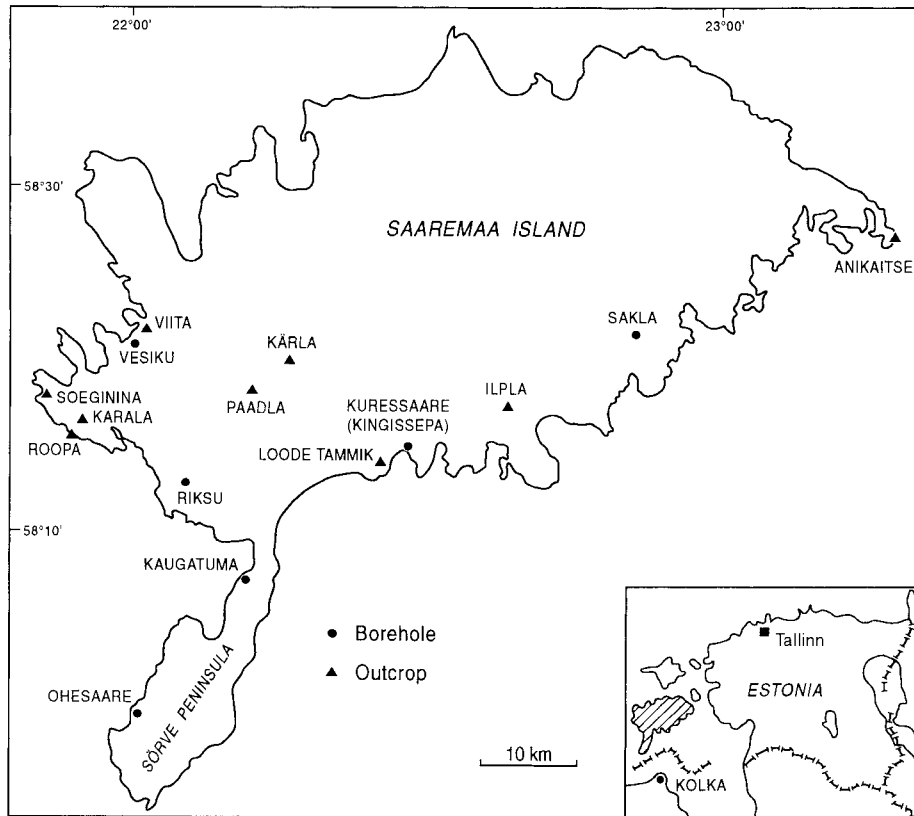 22°00'
23°00'
58°30'
SAAREMAA ISLAND
ANIKAITSE
VIITA
VESIKU
SAKLA
KÄRLA
SOEGININA
PAADLA
KARALA
ILPLA
KURESSAARE
(KINGISSEPA)
ROOPA
LOODE TAMMIK
RIKSU
58°10'
KAUGATUMA
Borehole
Outcrop
OHESAARE
SÕRVE PENINSULA
10 km
Tallinn
ESTONIA
KOLKA